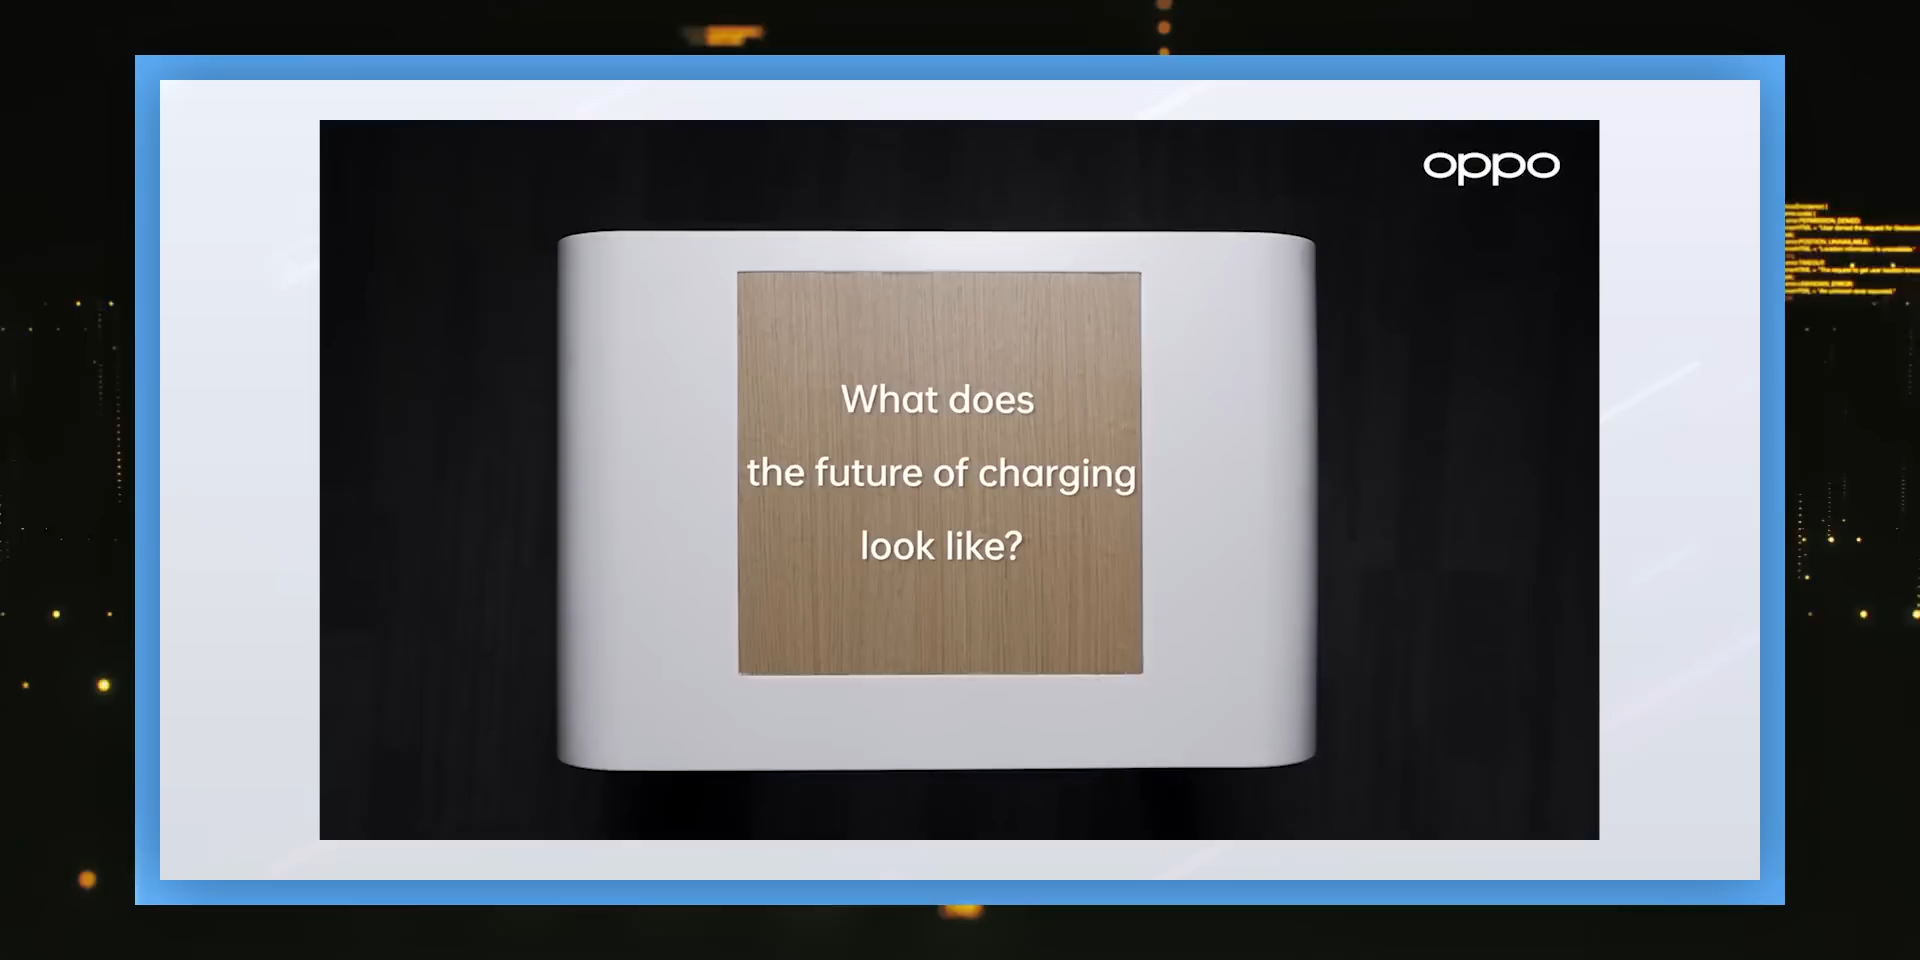 oppo
What does
the future of charging
look like?